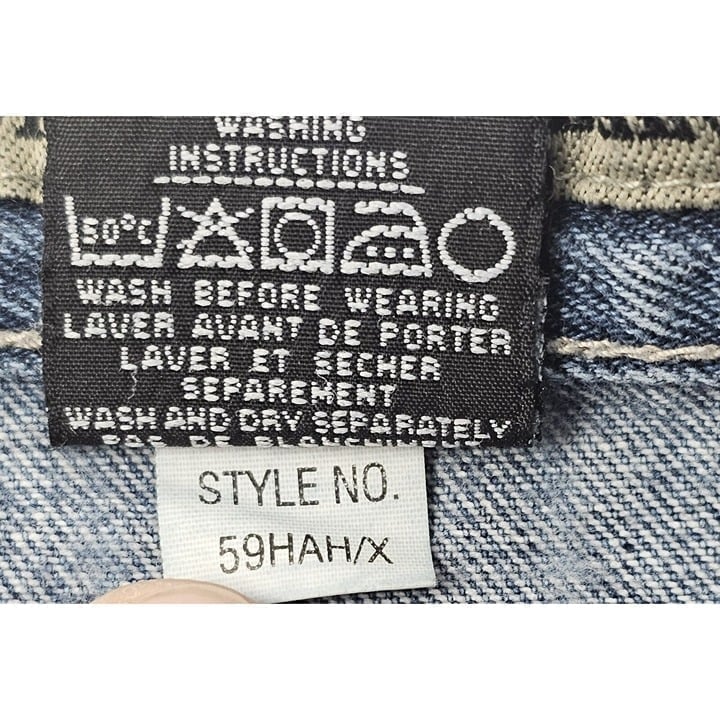 WASHING
INSTRUCTIONS
50°C
WASH BEFORE WEARING
LAVER AVANT DE PORTER
LAVER ET SECHER
SEPAREMENT
WASH AND DRY SEPARATELY
STYLE NO.
59HAH/X